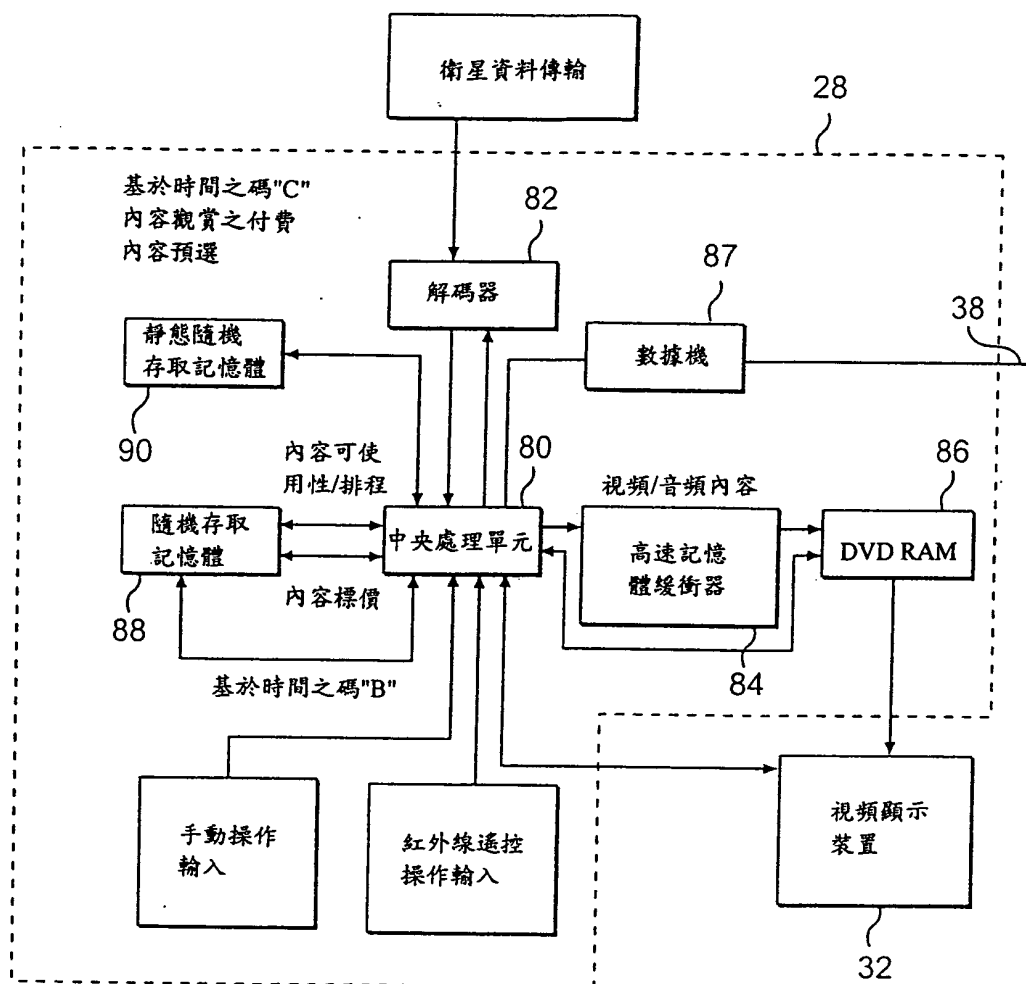 衛星資料傳輸
28
基於時間之碼"C"
內容觀賞之付費
內容預選
82
解碼器
87
數據機
38
靜態隨機
存取記憶體
90
內容可使
用性/排程
80
視頻/音頻內容
86
隨機存取
記憶體
中央處理單元
高速記憶
體緩衝器
DVD RAM
88
內容標價
84
基於時間之碼"B"
手動操作
輸入
紅外線遙控
操作輸入
視頻顯示
裝置
32